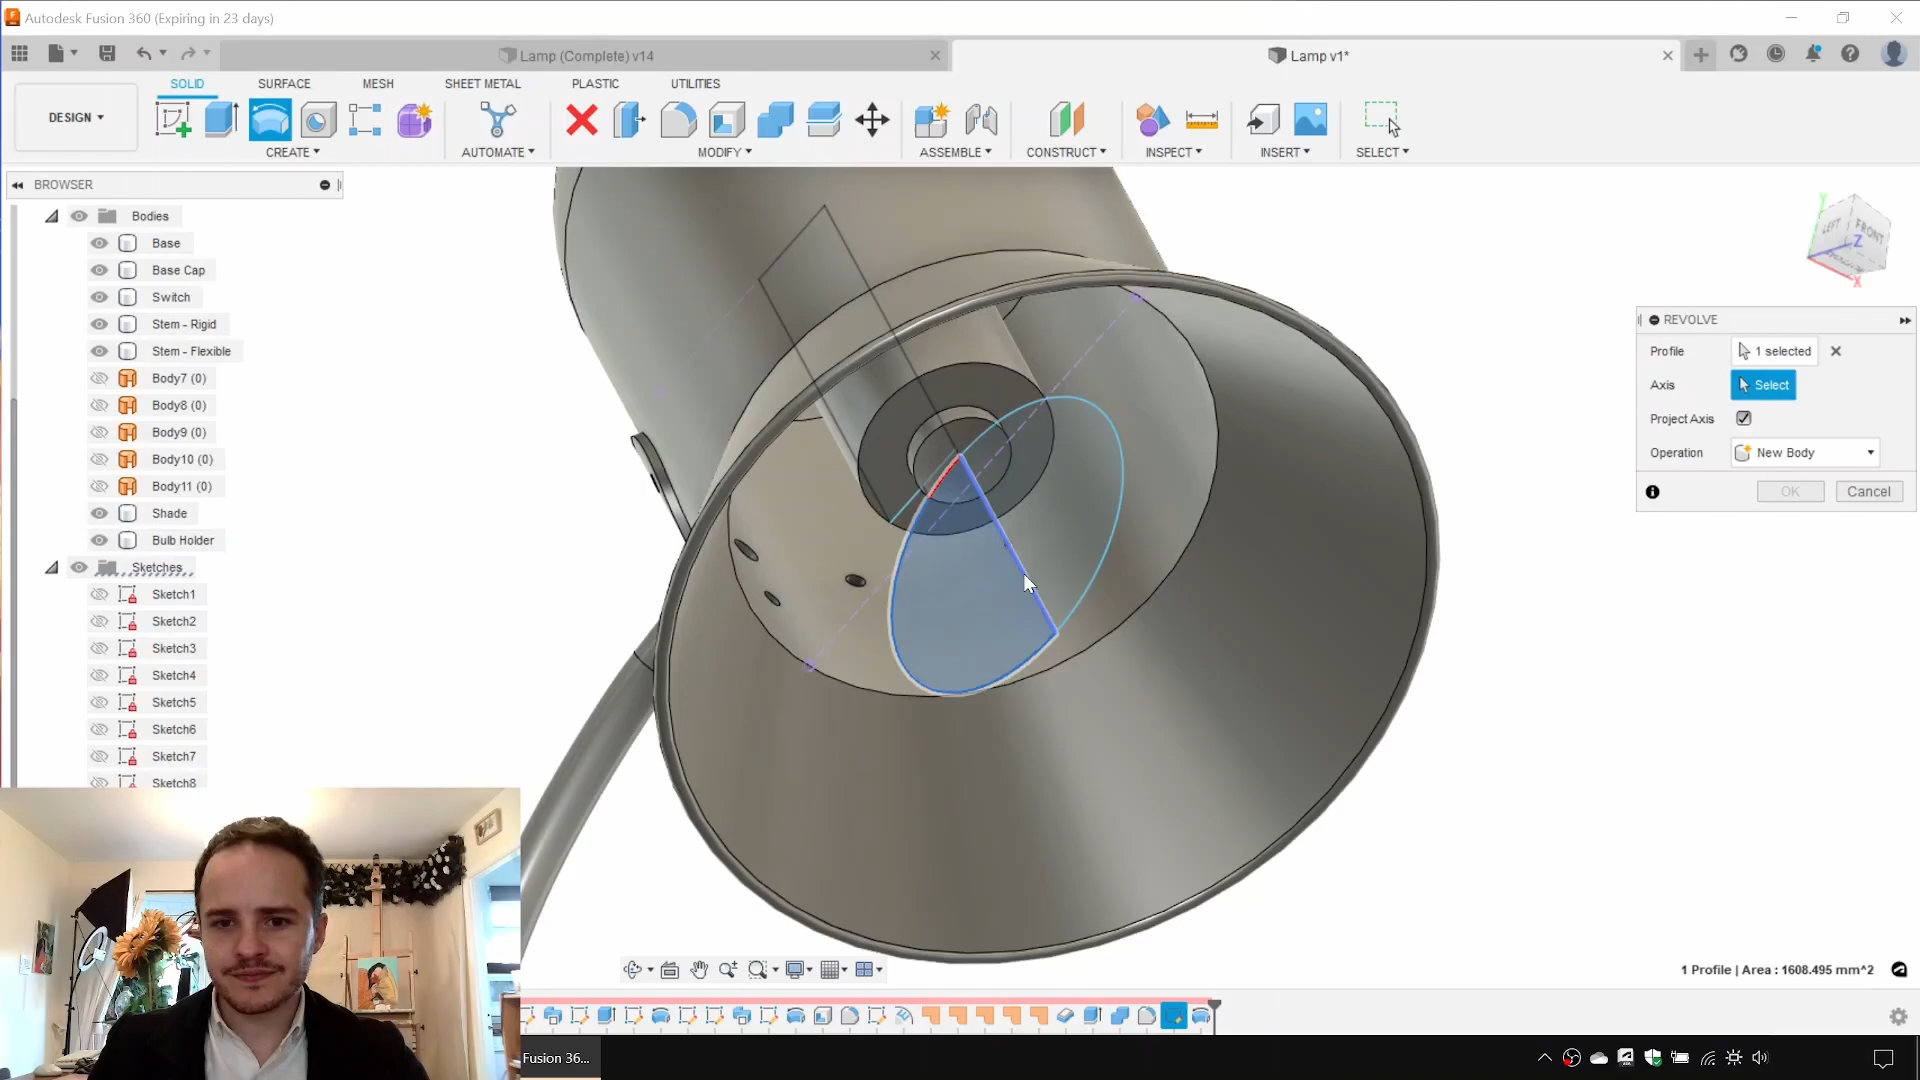 Autodesk Fusion 360 (Expiring in 23 days)
Lamp (Complete) v14
Lamp v1*
DESIGN
SOLID
SURFACE
MESH
SHEET METAL
PLASTIC
UTILITIES
CREATE
AUTOMATE
MODIFY
ASSEMBLE
CONSTRUCT
INSPECT
INSERT
SELECT
BROWSER
Bodies
Base
Base Cap
Switch
Stem - Rigid
Stem - Flexible
Body7 (0)
Body8 (0)
Body9 (0)
Body10 (0)
Body11 (0)
Shade
Bulb Holder
Sketches
Sketch1
Sketch2
Sketch3
Sketch4
Sketch5
Sketch6
Sketch7
Sketch8
LEFT
FRONT
Z
X
Y
REVOLVE
Profile
1 selected
Axis
Select
Project Axis
Operation
New Body
OK
Cancel
1 Profile | Area : 1608.495 mm^2
Fusion 36...